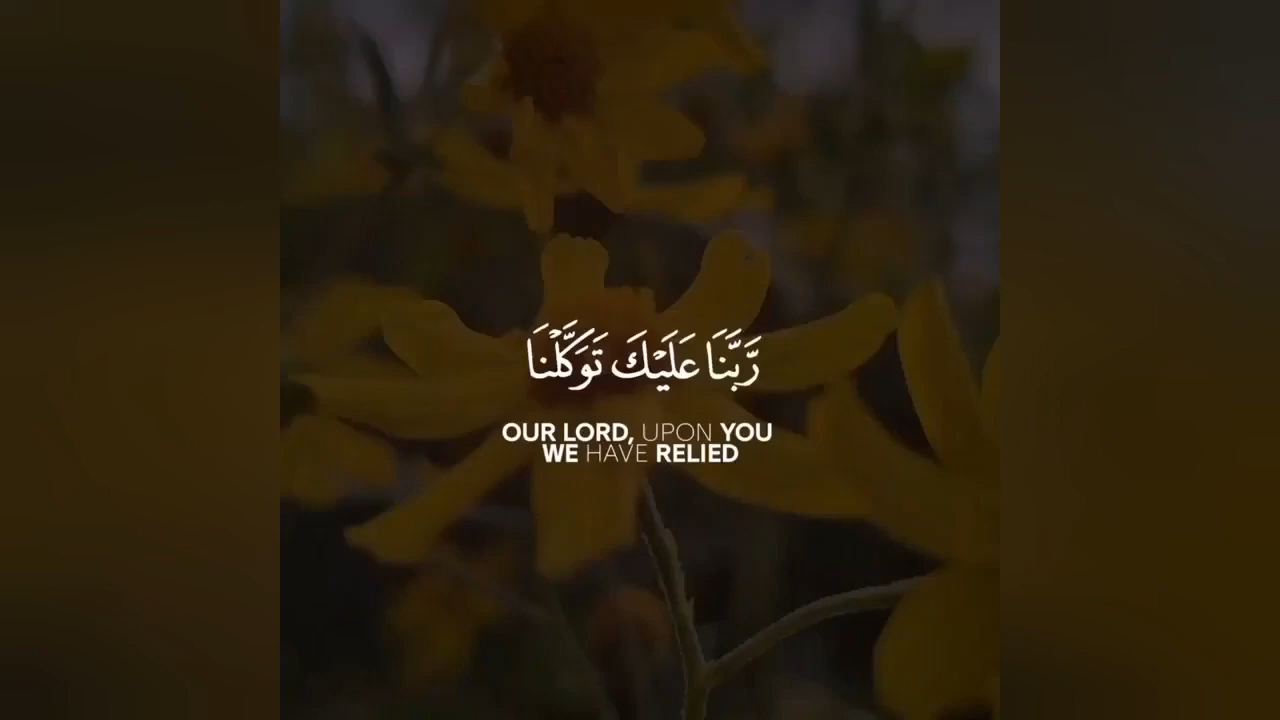 رَّبَّنَا عَلَيْكَ تَوَكَّلْنَا
OUR LORD, UPON YOU
WE HAVE RELIED